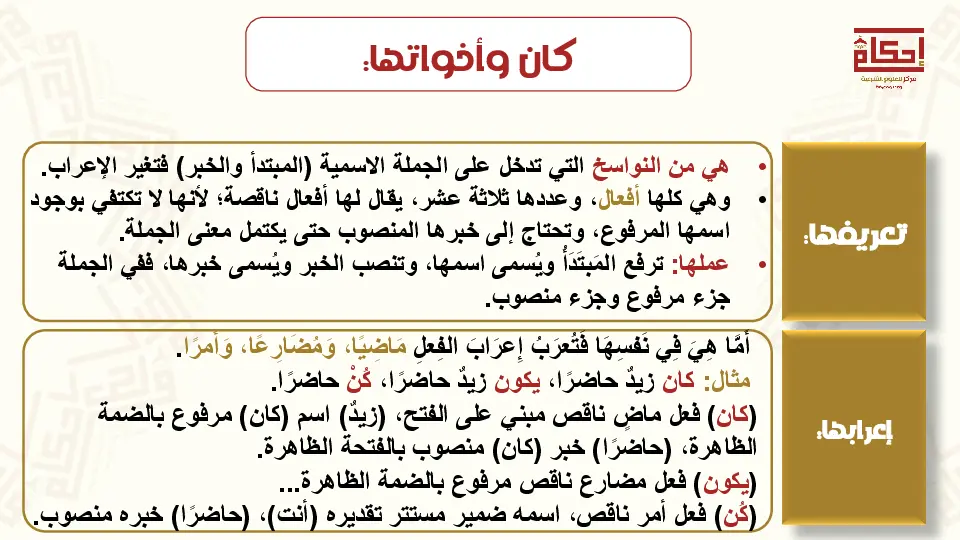 كان وأخواتها:
إحكام
مركز للعلوم الشرعية
تعريفها:
• هي من النواسخ التي تدخل على الجملة الاسمية (المبتدأ والخبر) فتغير الإعراب.
• وهي كلها أفعال، وعددها ثلاثة عشر، يقال لها أفعال ناقصة؛ لأنها لا تكتفي بوجود
اسمها المرفوع، وتحتاج إلى خبرها المنصوب حتى يكتمل معنى الجملة.
• عملها: ترفع المَبتَدَأُ ويُسمى اسمها، وتنصب الخبر ويُسمى خبرها، ففي الجملة
جزء مرفوع وجزء منصوب.
إعرابها:
أَمَّا هِيَ فِي نَفسِهَا فَتُعرَبُ إِعرَابَ الفِعلِ مَاضِيًا، وَمُضَارِعًا، وَأَمرًا.
مثال: كان زيدٌ حاضرًا، يكون زيدٌ حاضرًا، كُنْ حاضرًا.
(كان) فعل ماضٍ ناقص مبني على الفتح، (زيدٌ) اسم (كان) مرفوع بالضمة
الظاهرة، (حاضرًا) خبر (كان) منصوب بالفتحة الظاهرة.
(يكون) فعل مضارع ناقص مرفوع بالضمة الظاهرة...
(كُن) فعل أمر ناقص، اسمه ضمير مستتر تقديره (أنت)، (حاضرًا) خبره منصوب.